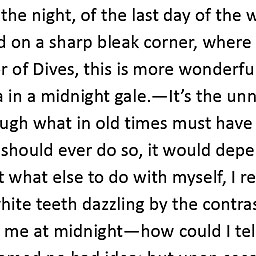 the night, of the last day of the w
d on a sharp bleak corner, where
r of Dives, this is more wonderfu
a in a midnight gale.—It’s the unn
ugh what in old times must have
should ever do so, it would depe
t what else to do with myself, I re
hite teeth dazzling by the contras
me at midnight—how could I tel